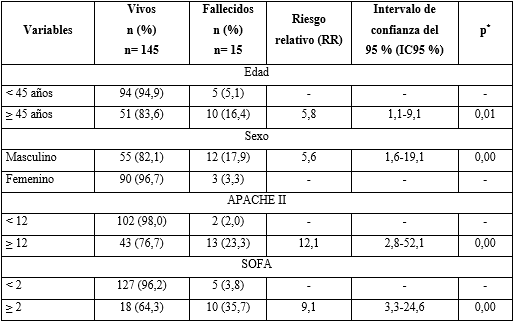 Variables Vivos n (%) n= 145 Fallecidos n (%) n= 15 Riesgo relativo (RR) Intervalo de confianza del 95 % (IC95 %) p*
Edad
< 45 años 94 (94,9) 5 (5,1) - - -
≥ 45 años 51 (83,6) 10 (16,4) 5,8 1,1-9,1 0,01
Sexo
Masculino 55 (82,1) 12 (17,9) 5,6 1,6-19,1 0,00
Femenino 90 (96,7) 3 (3,3) - - -
APACHE II
< 12 102 (98,0) 2 (2,0) - - -
≥ 12 43 (76,7) 13 (23,3) 12,1 2,8-52,1 0,00
SOFA
< 2 127 (96,2) 5 (3,8) - - -
≥ 2 18 (64,3) 10 (35,7) 9,1 3,3-24,6 0,00